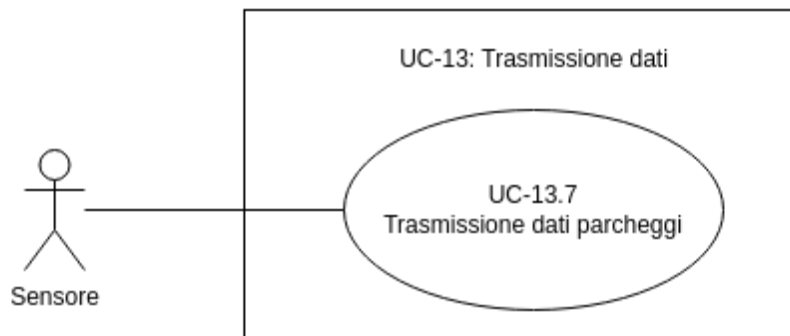 UC-13: Trasmissione dati
UC-13.7
Trasmissione dati parcheggi
Sensore